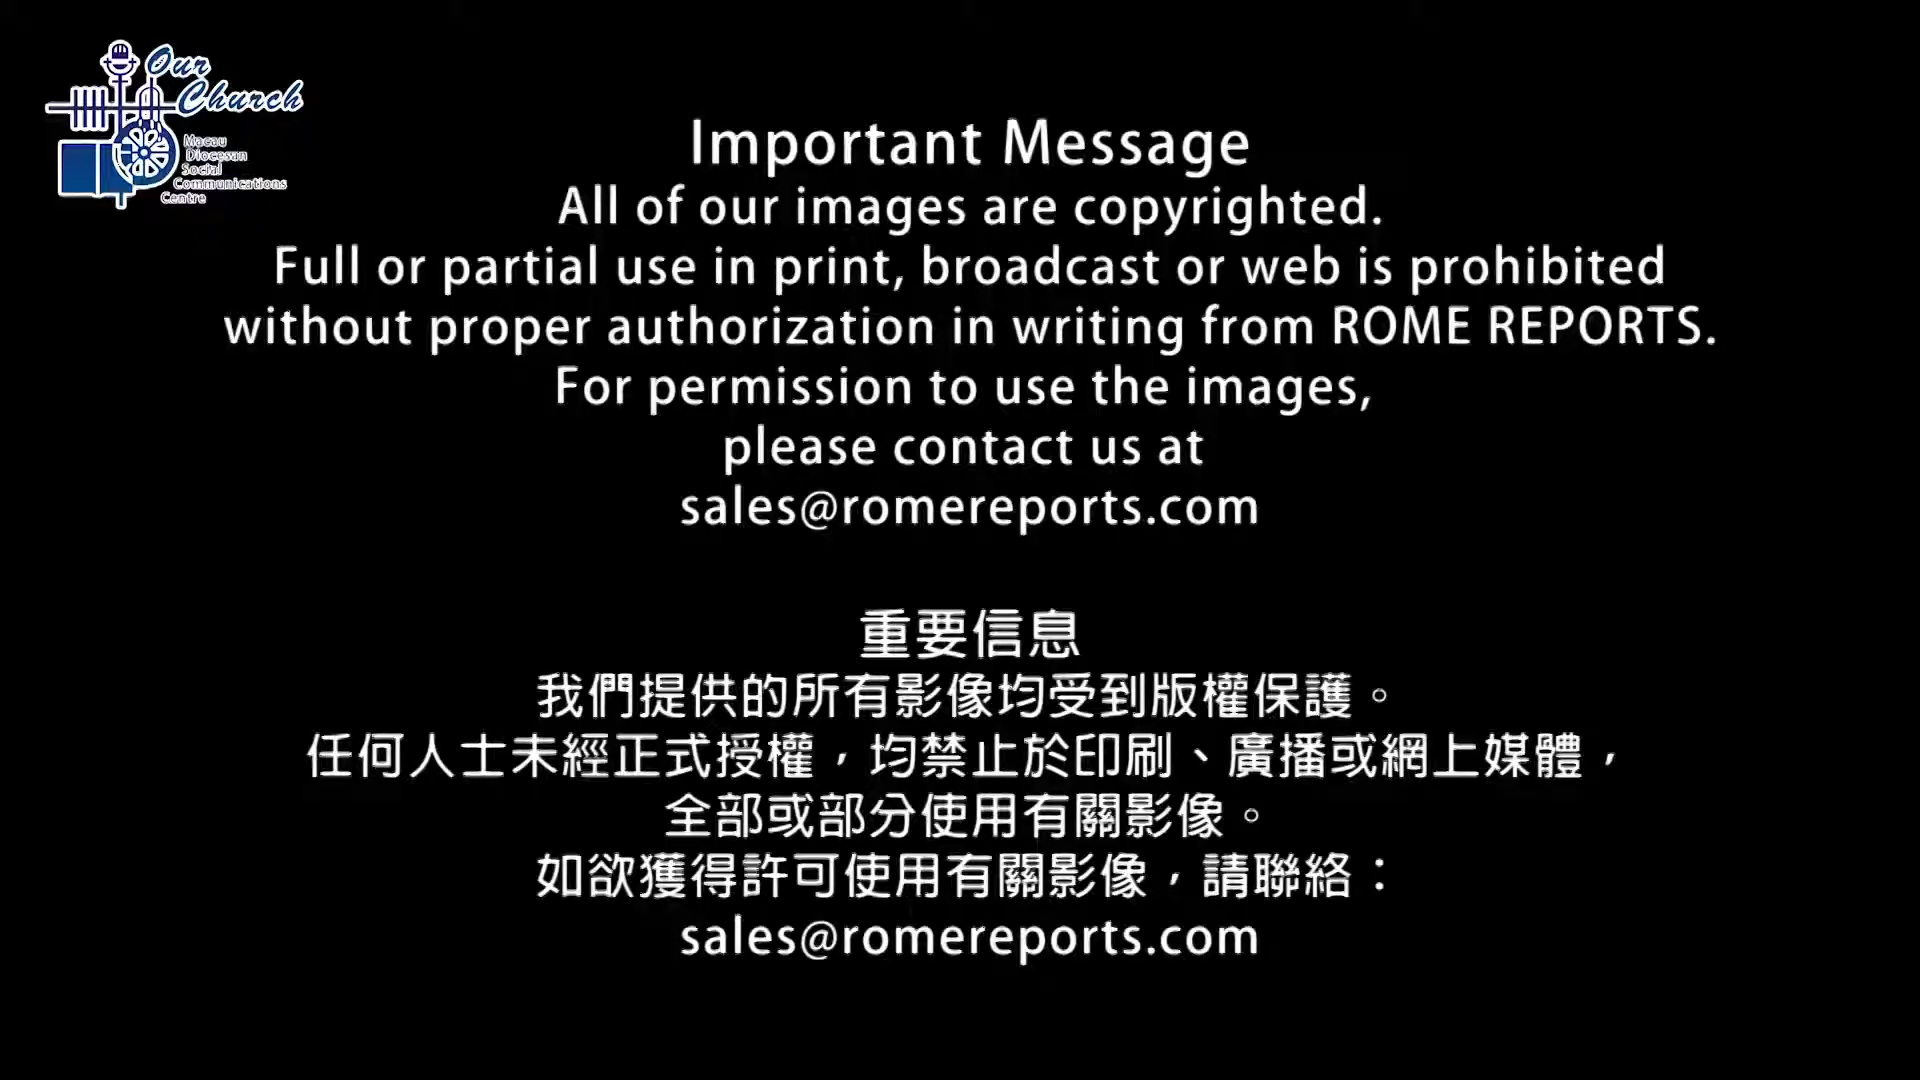 Our
Church
Macau
Diocesan
Social
Communications
Centre
Important Message
All of our images are copyrighted.
Full or partial use in print, broadcast or web is prohibited
without proper authorization in writing from ROME REPORTS.
For permission to use the images,
please contact us at
sales@romereports.com
重要信息
我們提供的所有影像均受到版權保護。
任何人士未經正式授權，均禁止於印刷、廣播或網上媒體，
全部或部分使用有關影像。
如欲獲得許可使用有關影像，請聯絡：
sales@romereports.com